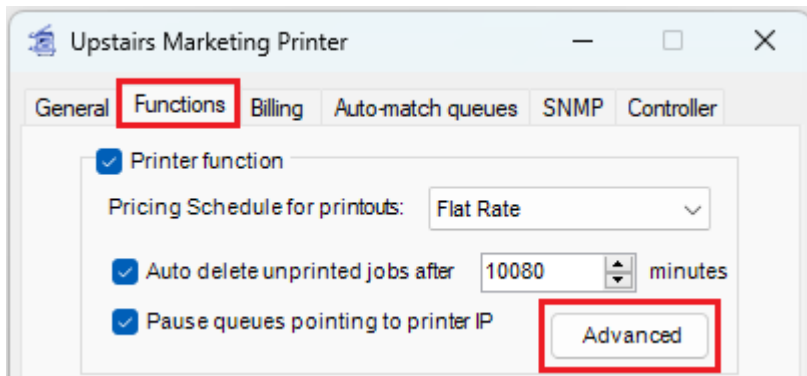 Upstairs Marketing Printer
General Functions Billing Auto-match queues SNMP Controller
Printer function
Pricing Schedule for printouts: Flat Rate
Auto delete unprinted jobs after 10080 minutes
Pause queues pointing to printer IP Advanced